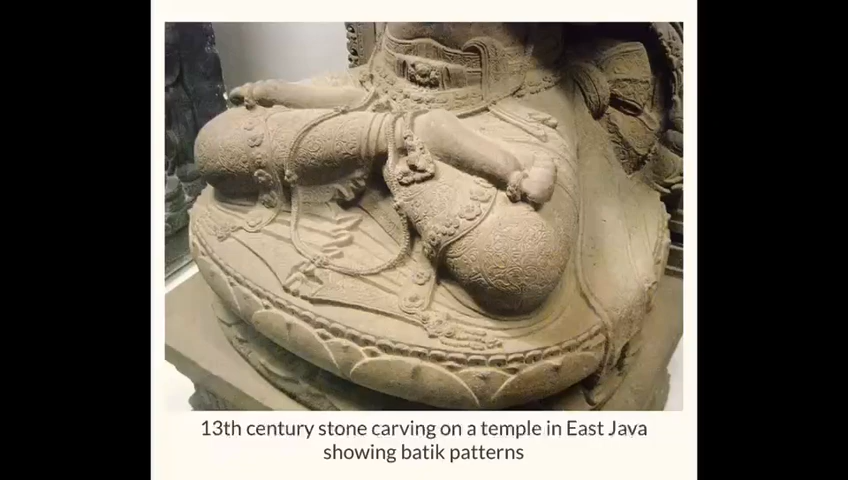 13th century stone carving on a temple in East Java
showing batik patterns